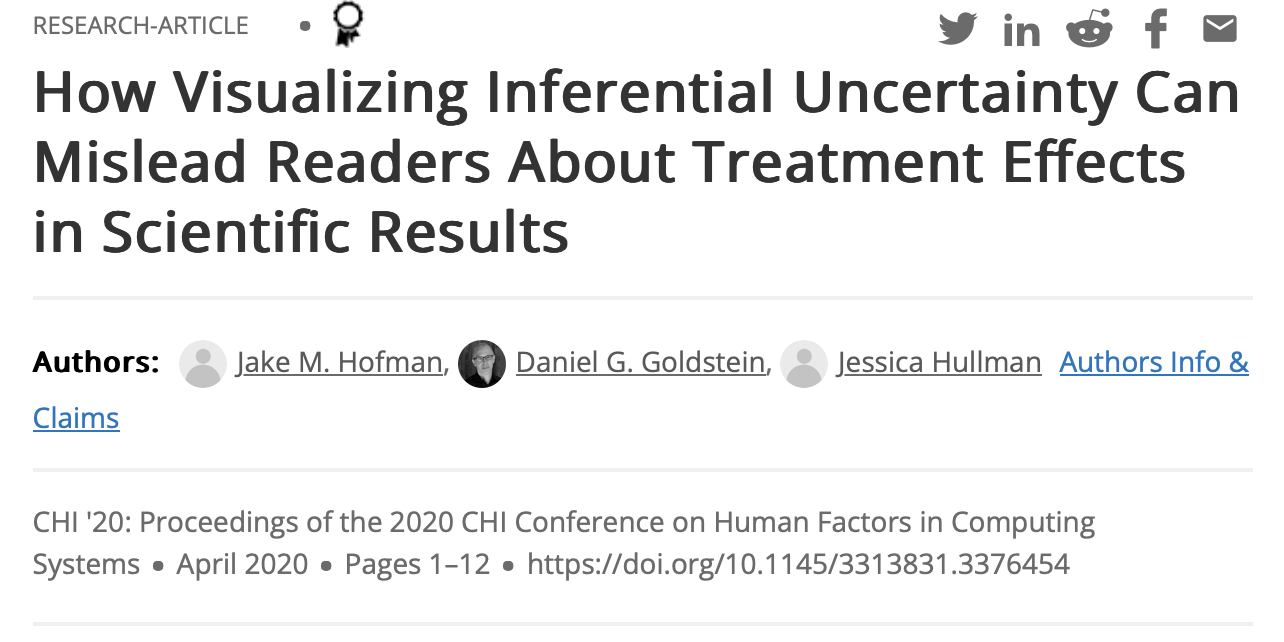 RESEARCH-ARTICLE •
How Visualizing Inferential Uncertainty Can
Mislead Readers About Treatment Effects
in Scientific Results
Authors: Jake M. Hofman, Daniel G. Goldstein, Jessica Hullman Authors Info &
Claims
CHI '20: Proceedings of the 2020 CHI Conference on Human Factors in Computing
Systems • April 2020 • Pages 1–12 • https://doi.org/10.1145/3313831.3376454